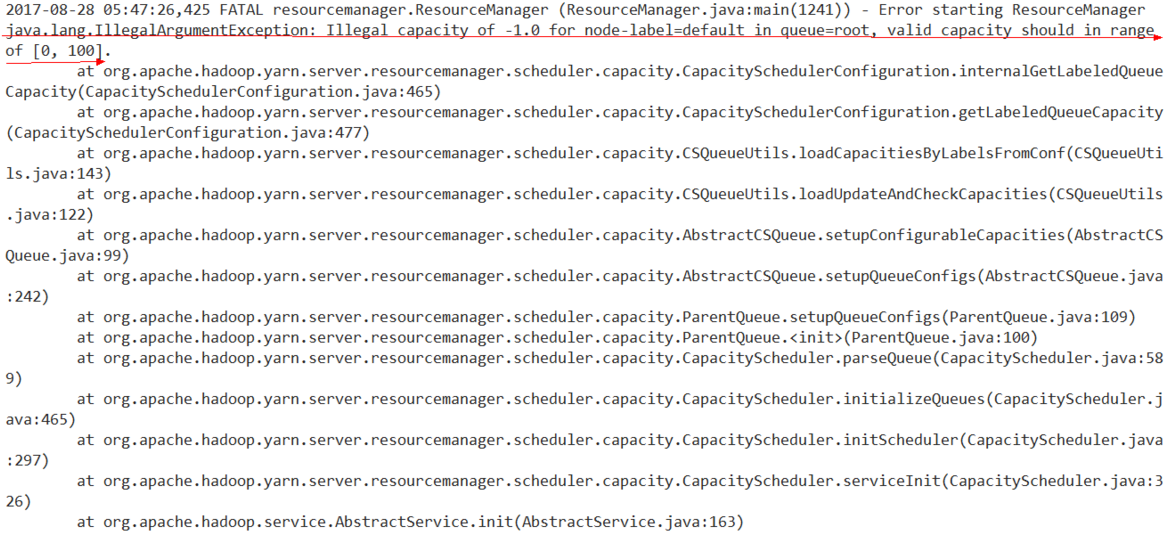 2017-08-28 05:47:26,425 FATAL resourcemanager.ResourceManager (ResourceManager.java:main(1241)) - Error starting ResourceManager
java.lang.IllegalArgumentException: Illegal capacity of -1.0 for node-label=default in queue=root, valid capacity should in range
of [0, 100].
at org.apache.hadoop.yarn.server.resourcemanager.scheduler.capacity.CapacitySchedulerConfiguration.internalGetLabeledQueue
Capacity(CapacitySchedulerConfiguration.java:465)
at org.apache.hadoop.yarn.server.resourcemanager.scheduler.capacity.CapacitySchedulerConfiguration.getLabeledQueueCapacity
(CapacitySchedulerConfiguration.java:477)
at org.apache.hadoop.yarn.server.resourcemanager.scheduler.capacity.CSQueueUtils.loadCapacitiesByLabelsFromConf(CSQueueUti
ls.java:143)
at org.apache.hadoop.yarn.server.resourcemanager.scheduler.capacity.CSQueueUtils.loadUpdateAndCheckCapacities(CSQueueUtils
.java:122)
at org.apache.hadoop.yarn.server.resourcemanager.scheduler.capacity.AbstractCSQueue.setupConfigurableCapacities(AbstractCS
Queue.java:99)
at org.apache.hadoop.yarn.server.resourcemanager.scheduler.capacity.AbstractCSQueue.setupQueueConfigs(AbstractCSQueue.java
:242)
at org.apache.hadoop.yarn.server.resourcemanager.scheduler.capacity.ParentQueue.setupQueueConfigs(ParentQueue.java:109)
at org.apache.hadoop.yarn.server.resourcemanager.scheduler.capacity.ParentQueue.<init>(ParentQueue.java:100)
at org.apache.hadoop.yarn.server.resourcemanager.scheduler.capacity.CapacityScheduler.parseQueue(CapacityScheduler.java:58
9)
at org.apache.hadoop.yarn.server.resourcemanager.scheduler.capacity.CapacityScheduler.initializeQueues(CapacityScheduler.j
ava:465)
at org.apache.hadoop.yarn.server.resourcemanager.scheduler.capacity.CapacityScheduler.initScheduler(CapacityScheduler.java
:297)
at org.apache.hadoop.yarn.server.resourcemanager.scheduler.capacity.CapacityScheduler.serviceInit(CapacityScheduler.java:3
26)
at org.apache.hadoop.service.AbstractService.init(AbstractService.java:163)